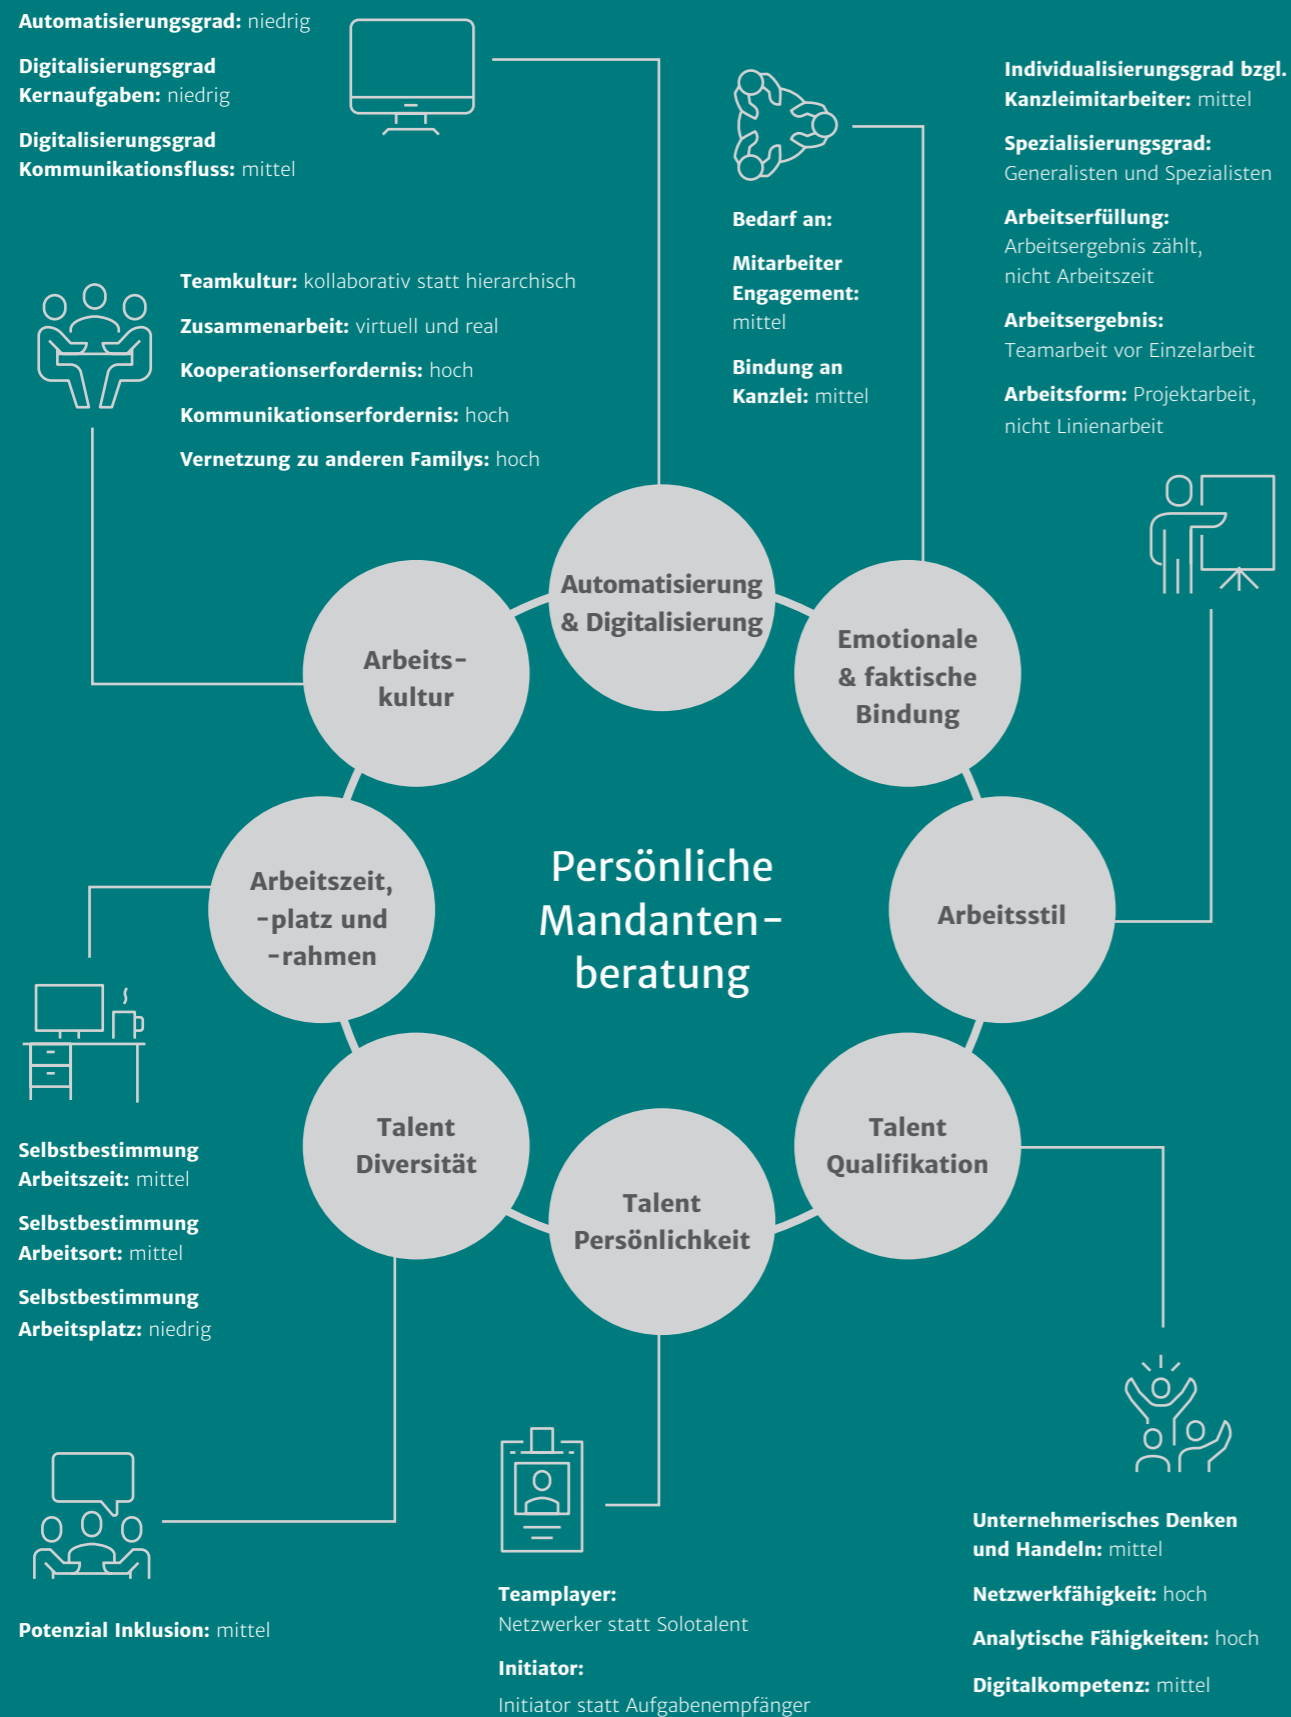 Automatisierungsgrad: niedrig
Digitalisierungsgrad
Kernaufgaben: niedrig
Digitalisierungsgrad
Kommunikationsfluss: mittel
Teamkultur: kollaborativ statt hierarchisch
Zusammenarbeit: virtuell und real
Kooperationserfordernis: hoch
Kommunikationserfordernis: hoch
Vernetzung zu anderen Familys: hoch
Bedarf an:
Mitarbeiter
Engagement:
mittel
Bindung an
Kanzlei: mittel
Individualisierungsgrad bzgl.
Kanzleimitarbeiter: mittel
Spezialisierungsgrad:
Generalisten und Spezialisten
Arbeitserfüllung:
Arbeitsergebnis zählt,
nicht Arbeitszeit
Arbeitsergebnis:
Teamarbeit vor Einzelarbeit
Arbeitsform: Projektarbeit,
nicht Linienarbeit
Automatisierung
& Digitalisierung
Emotionale
& faktische
Bindung
Arbeits-
kultur
Arbeitszeit,
-platz und
-rahmen
Persönliche
Mandanten-
beratung
Arbeitsstil
Talent
Diversität
Talent
Persönlichkeit
Talent
Qualifikation
Selbstbestimmung
Arbeitszeit: mittel
Selbstbestimmung
Arbeitsort: mittel
Selbstbestimmung
Arbeitsplatz: niedrig
Potenzial Inklusion: mittel
Teamplayer:
Netzwerker statt Solotalent
Initiator:
Initiator statt Aufgabenempfänger
Unternehmerisches Denken
und Handeln: mittel
Netzwerkfähigkeit: hoch
Analytische Fähigkeiten: hoch
Digitalkompetenz: mittel